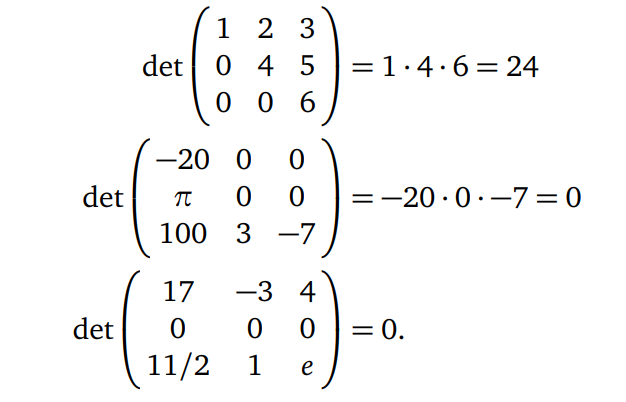 det ( 1 2 3
0 4 5
0 0 6 ) = 1 · 4 · 6 = 24
det ( −20 0 0
π 0 0
100 3 −7 ) = −20 · 0 · −7 = 0
det ( 17 −3 4
0 0 0
11/2 1 e ) = 0.